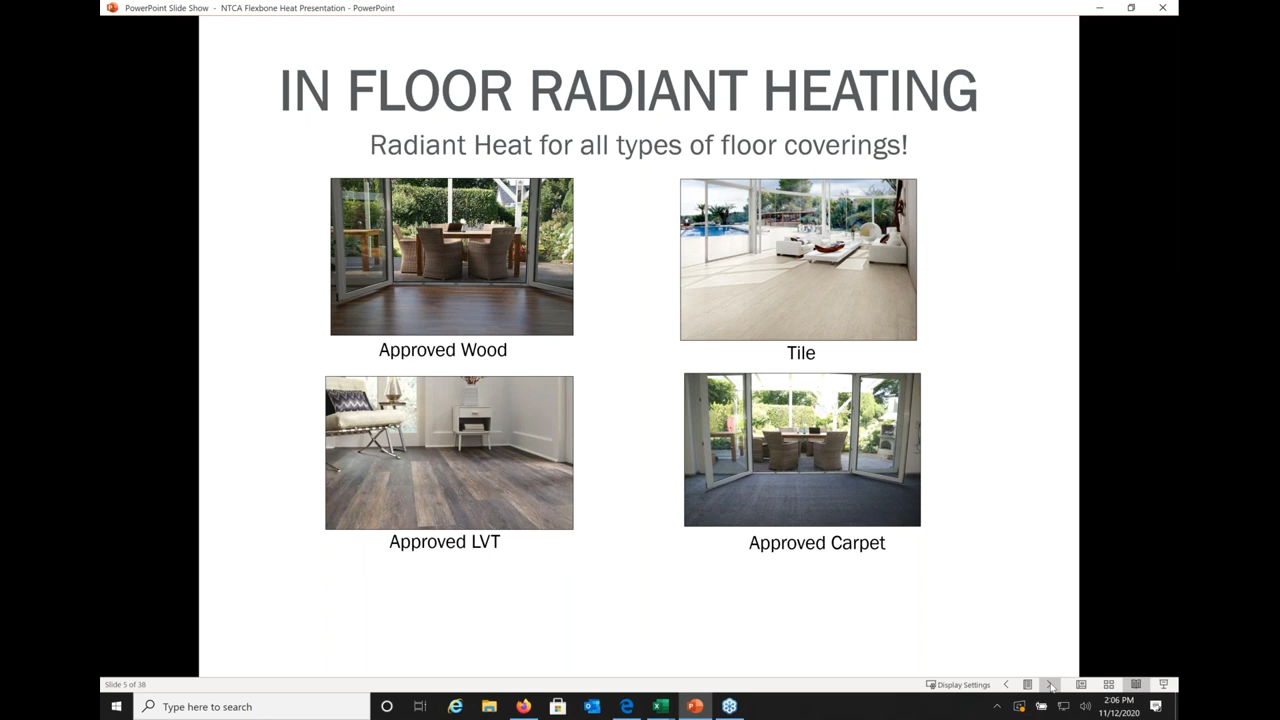 PowerPoint Slide Show - NTCA Flexbone Heat Presentation - PowerPoint
IN FLOOR RADIANT HEATING
Radiant Heat for all types of floor coverings!
Approved Wood
Tile
Approved LVT
Approved Carpet
Slide 5 of 38
Display Settings
Type here to search
2:06 PM
11/12/2020